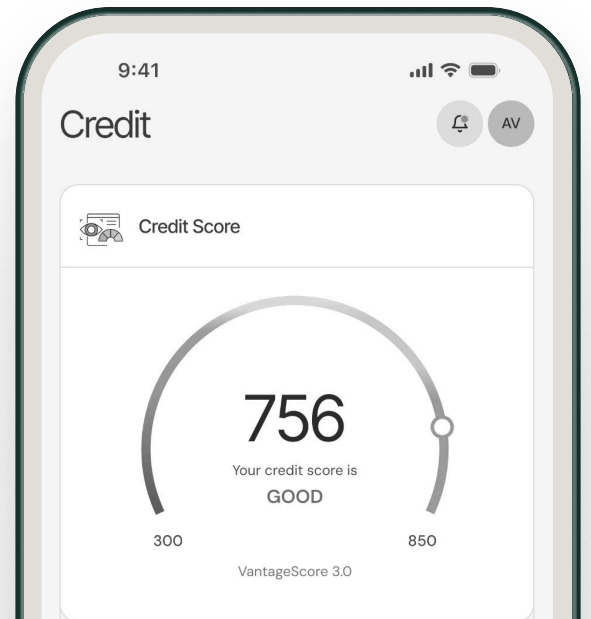 9:41
Credit
AV
Credit Score
756
Your credit score is
GOOD
300 850
VantageScore 3.0